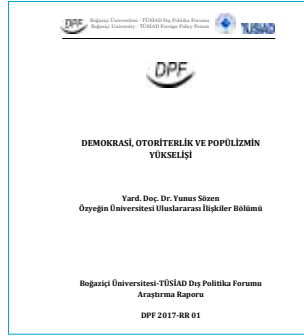 DPF
Boğaziçi Üniversitesi - TÜSİAD Dış Politika Forumu
Boğaziçi University - TÜSİAD Foreign Policy Forum
TÜSİAD
DPF
DEMOKRASİ, OTORİTERLİK VE POPÜLİZMİN
YÜKSELİŞİ
Yard. Doç. Dr. Yunus Sözen
Özyeğin Üniversitesi Uluslararası İlişkiler Bölümü
Boğaziçi Üniversitesi-TÜSİAD Dış Politika Forumu
Araştırma Raporu
DPF 2017-RR 01